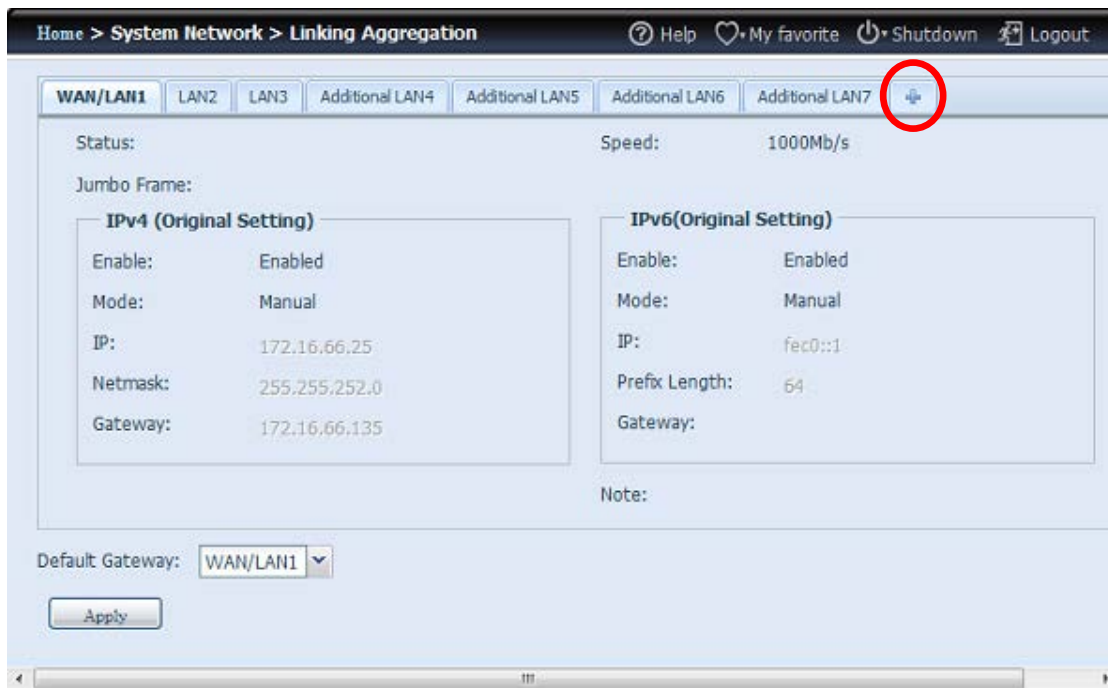 Home > System Network > Linking Aggregation Help My favorite Shutdown Logout
WAN/LAN1 LAN2 LAN3 Additional LAN4 Additional LAN5 Additional LAN6 Additional LAN7
Status: Speed: 1000Mb/s
Jumbo Frame:
IPv4 (Original Setting)
Enable: Enabled
Mode: Manual
IP: 172.16.66.25
Netmask: 255.255.252.0
Gateway: 172.16.66.135
IPv6(Original Setting)
Enable: Enabled
Mode: Manual
IP: fec0::1
Prefix Length: 64
Gateway:
Note:
Default Gateway: WAN/LAN1
Apply